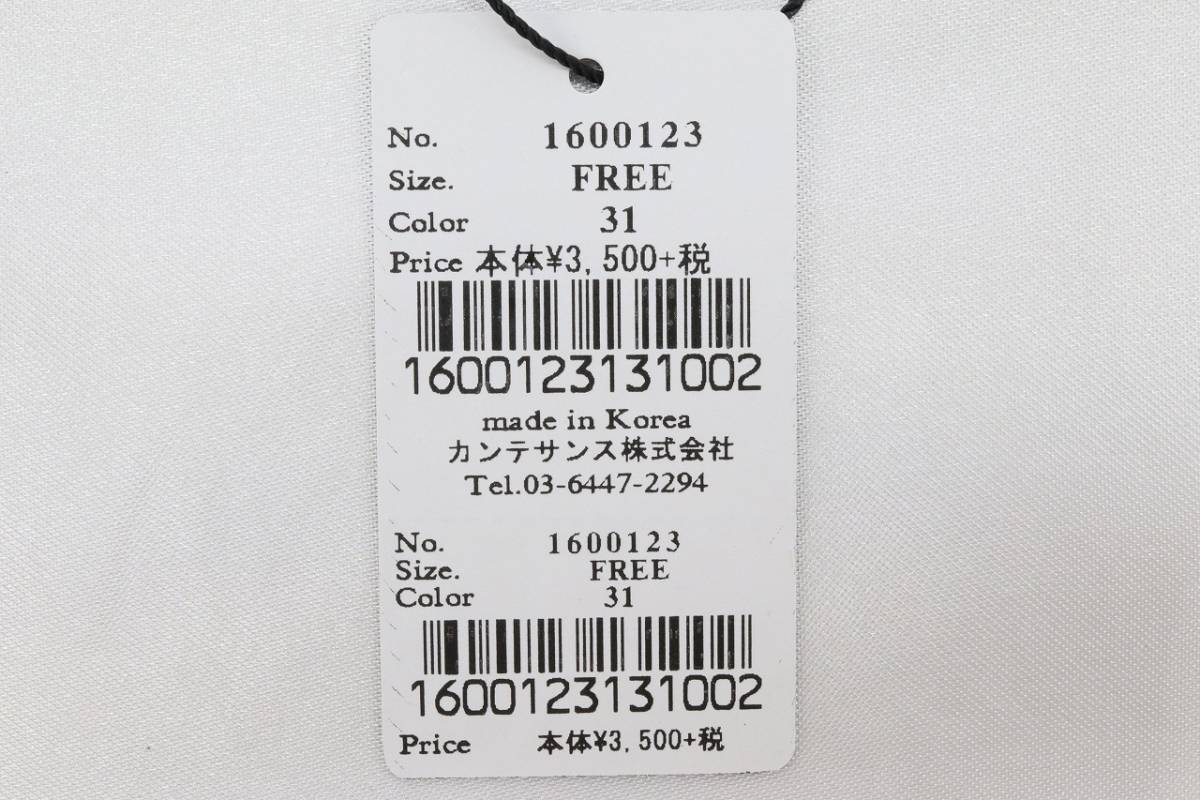 No. 1600123
Size. FREE
Color 31
Price 本体¥3,500+税
1600123131002
made in Korea
カンテサンス株式会社
Tel.03-6447-2294
No. 1600123
Size. FREE
Color 31
1600123131002
Price 本体¥3,500+税